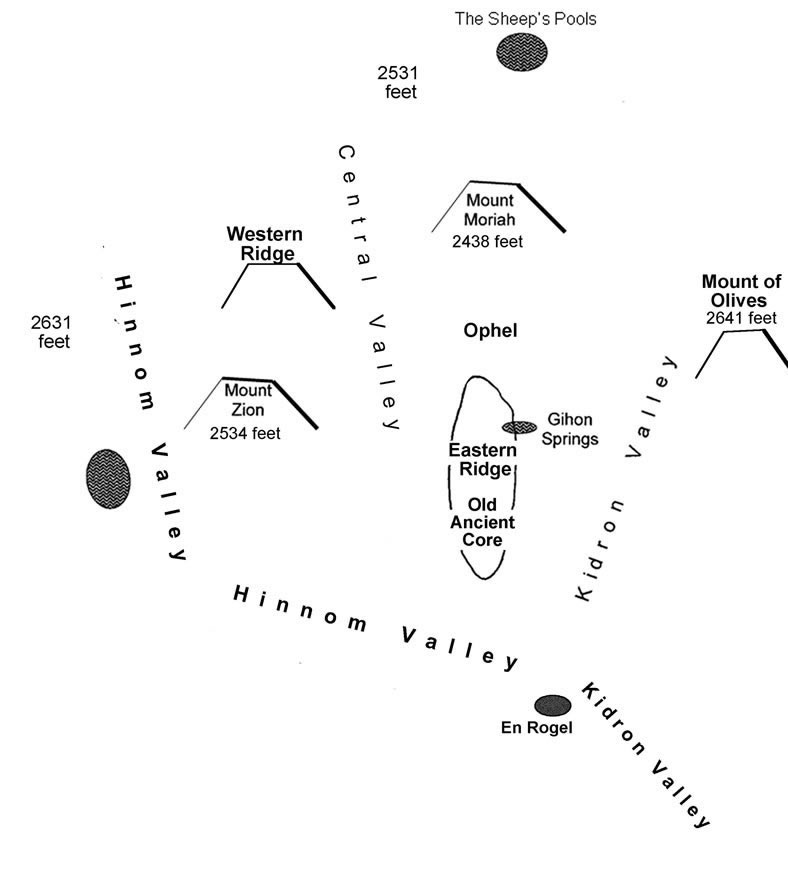 The Sheep's Pools
2531
feet
Central Valley
Mount
Moriah
2438 feet
Western
Ridge
Hinnom Valley
2631
feet
Mount of
Olives
2641 feet
Ophel
Kidron Valley
Mount
Zion
2534 feet
Gihon
Springs
Eastern
Ridge
Old
Ancient
Core
Hinnom Valley
En Rogel
Kidron Valley